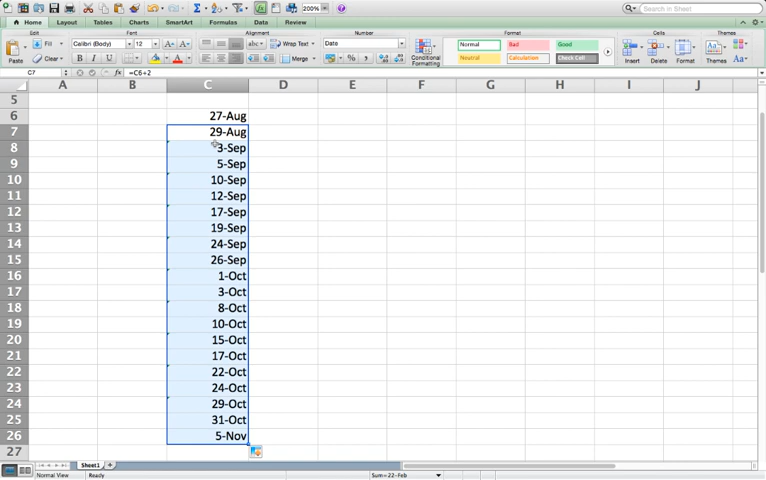 200%
Search in Sheet
Home Layout Tables Charts SmartArt Formulas Data Review
Edit Font Alignment Number Format Cells Themes
Fill Calibri (Body) 12 A▲ A▼ abc Wrap Text Date Normal Bad Good
Paste Clear B I U Merge % Conditional Formatting Neutral Calculation Check Cell Insert Delete Format Themes Aa
C7 fx =C6+2
A B C D E F G H I J
5
6 27-Aug
7 29-Aug
8 3-Sep
9 5-Sep
10 10-Sep
11 12-Sep
12 17-Sep
13 19-Sep
14 24-Sep
15 26-Sep
16 1-Oct
17 3-Oct
18 8-Oct
19 10-Oct
20 15-Oct
21 17-Oct
22 22-Oct
23 24-Oct
24 29-Oct
25 31-Oct
26 5-Nov
27
Sheet1
Normal View Ready Sum=22-Feb